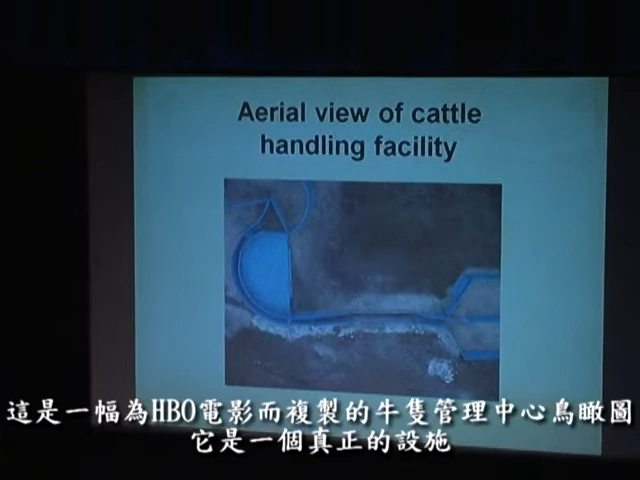 Aerial view of cattle
handling facility
這是一幅為HBO電影而複製的牛隻管理中心鳥瞰圖
它是一個真正的設施